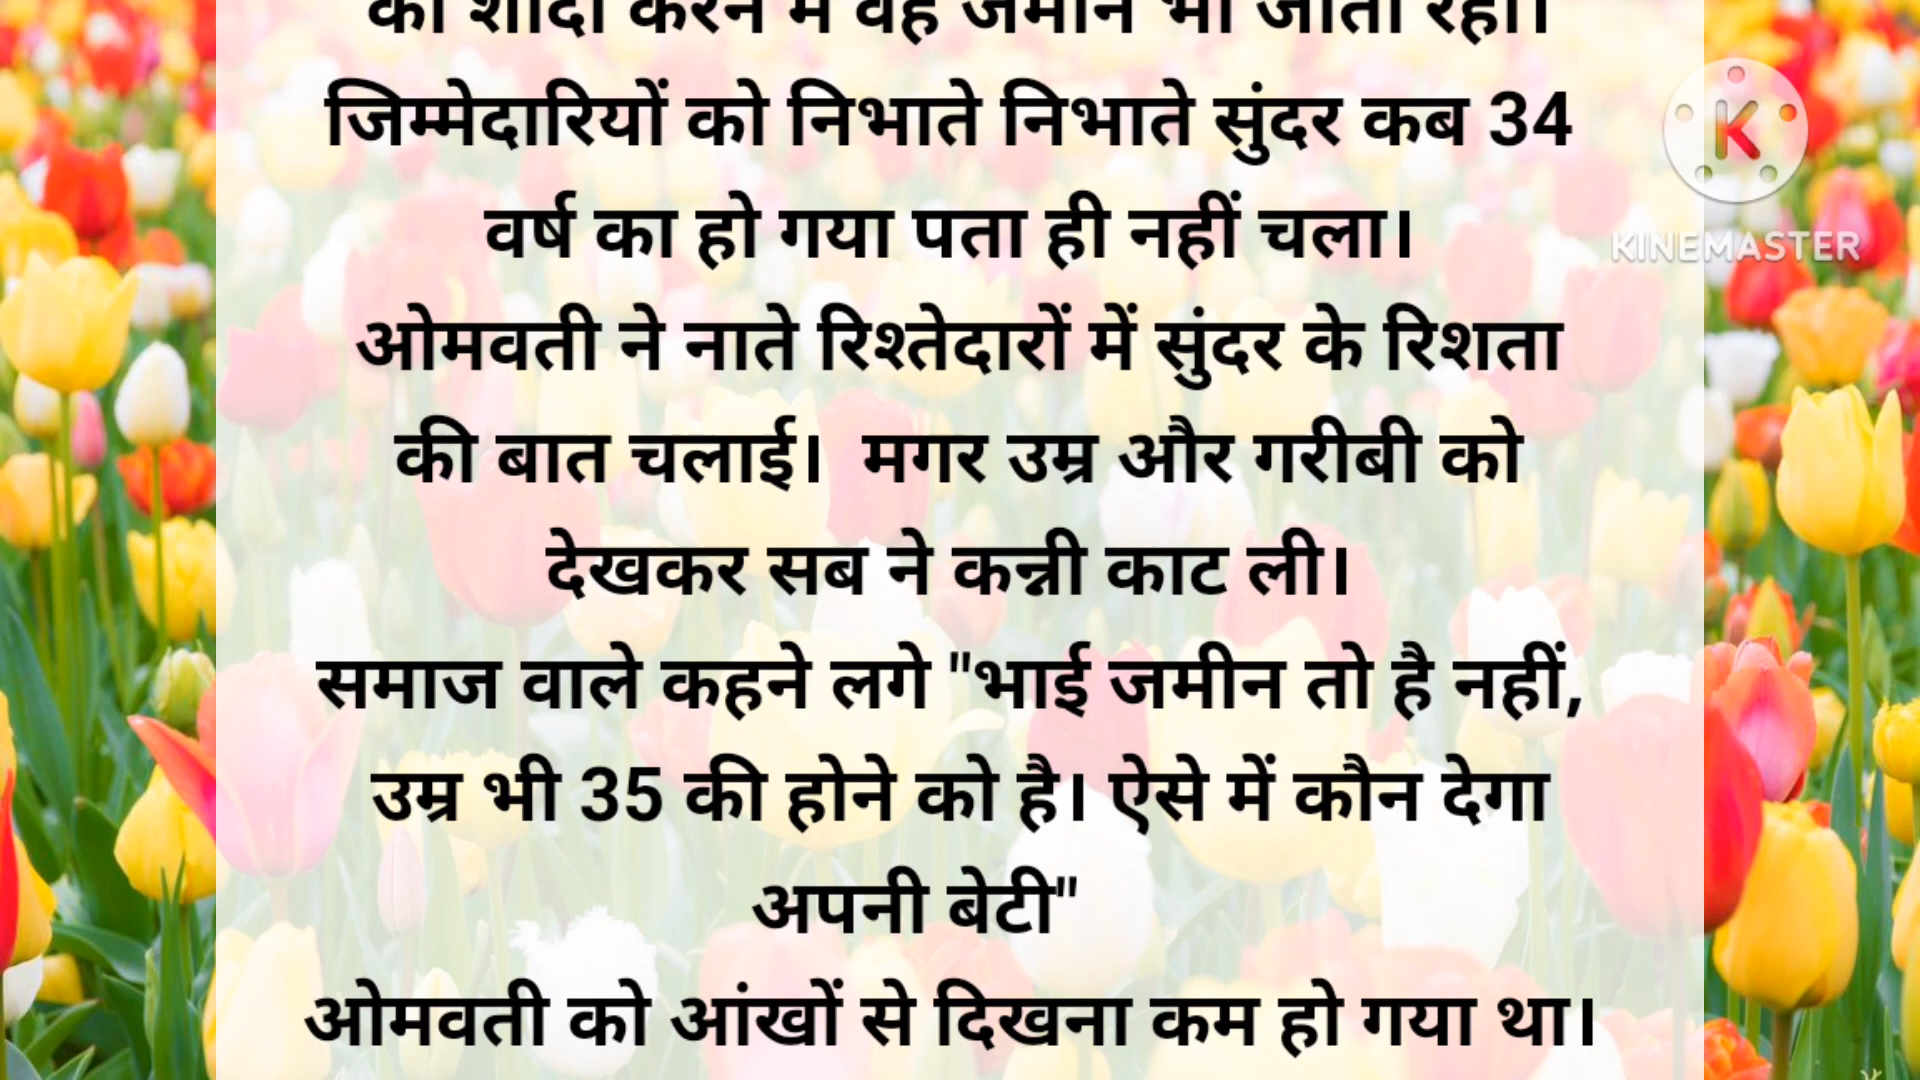 की शादी करने में वह जमीन भी जाती रही।
जिम्मेदारियों को निभाते निभाते सुंदर कब 34
वर्ष का हो गया पता ही नहीं चला।
ओमवती ने नाते रिश्तेदारों में सुंदर के रिशता
की बात चलाई। मगर उम्र और गरीबी को
देखकर सब ने कन्नी काट ली।
समाज वाले कहने लगे "भाई जमीन तो है नहीं,
उम्र भी 35 की होने को है। ऐसे में कौन देगा
अपनी बेटी"
ओमवती को आंखों से दिखना कम हो गया था।
K
KINEMASTER